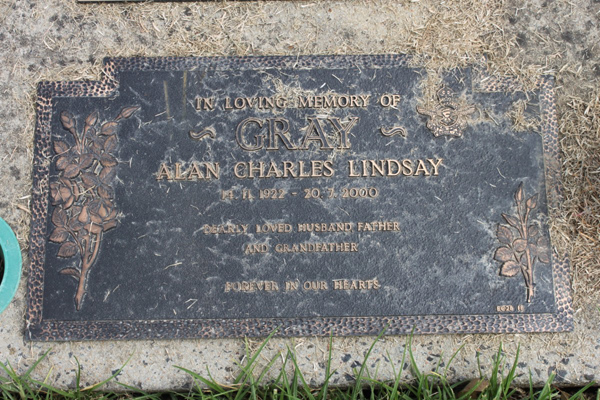 IN LOVING MEMORY OF
~ GRAY ~
ALAN CHARLES LINDSAY
14. 11. 1922 - 20. 7. 2000
DEARLY LOVED HUSBAND FATHER
AND GRANDFATHER
FOREVER IN OUR HEARTS